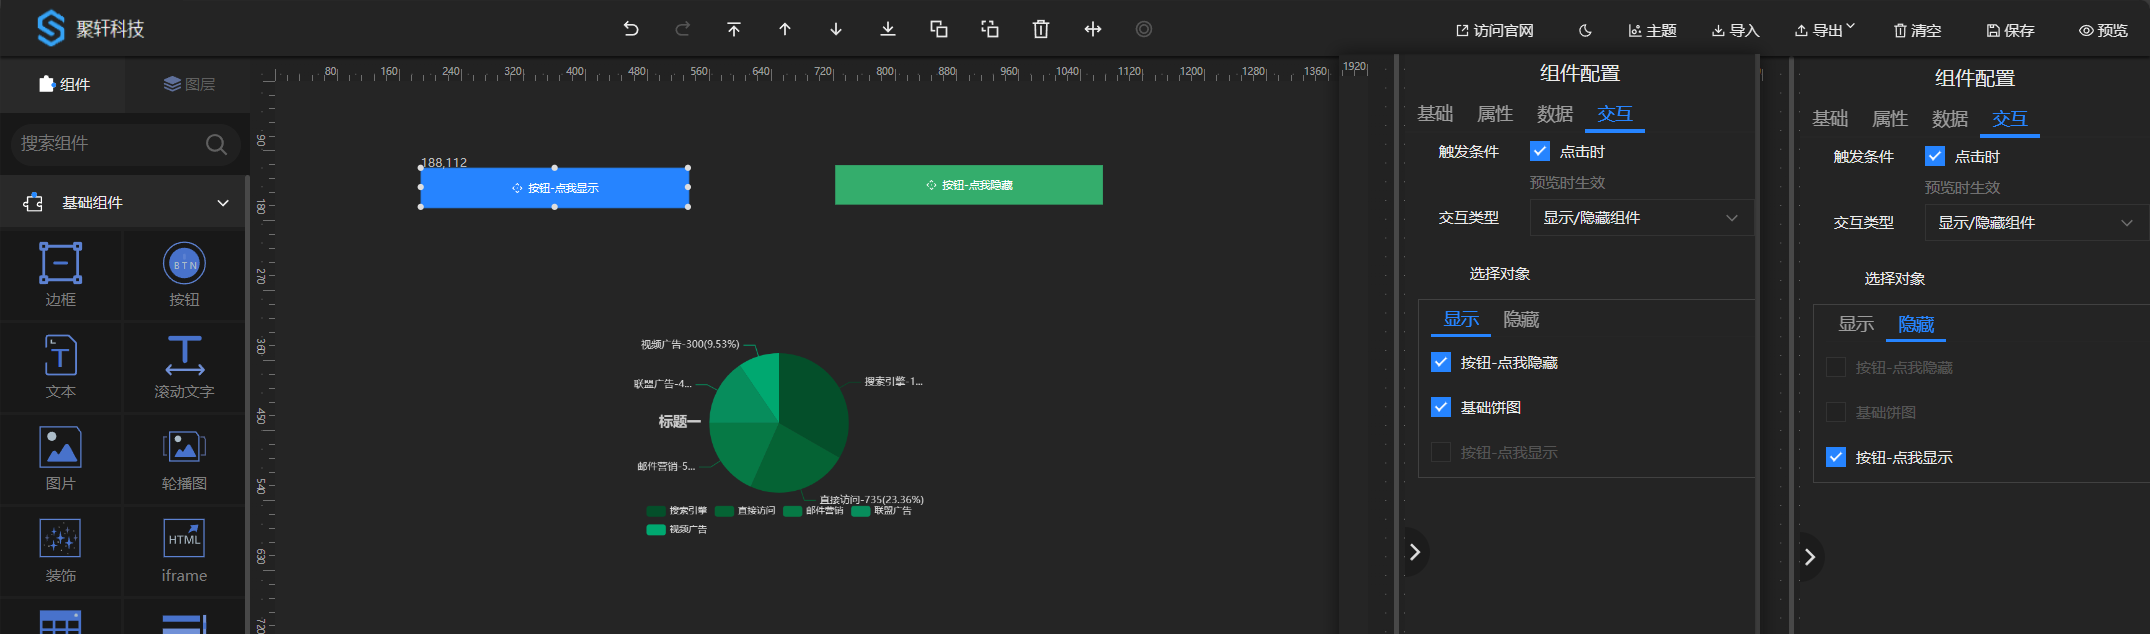 聚轩科技
访问官网
主题
导入
导出
清空
保存
预览
组件
图层
搜索组件
基础组件
边框
BTN
按钮
T
文本
滚动文字
图片
轮播图
装饰
HTML
iframe
80 160 240 320 400 480 560 640 720 800 880 960 1040 1120 1200 1280 1360 1920
90
180
270
360
450
540
630
720
188,112
按钮-点我显示
按钮-点我隐藏
视频广告-300(9.53%)
联盟广告-4...
搜索引擎-1...
标题一
邮件营销-5...
直接访问-735(23.36%)
搜索引擎 直接访问 邮件营销 联盟广告
视频广告
组件配置
基础 属性 数据 交互
触发条件 点击时
预览时生效
交互类型 显示/隐藏组件
选择对象
显示 隐藏
按钮-点我隐藏
基础饼图
按钮-点我显示
组件配置
基础 属性 数据 交互
触发条件 点击时
预览时生效
交互类型 显示/隐藏组件
选择对象
显示 隐藏
按钮-点我隐藏
基础饼图
按钮-点我显示